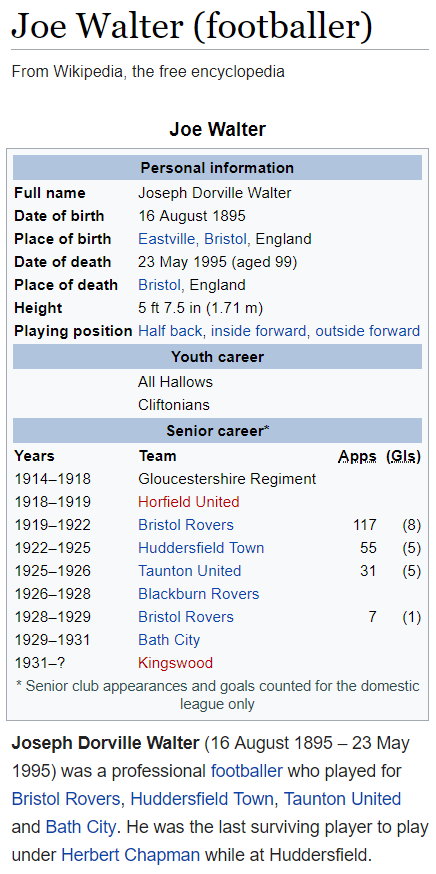 Joe Walter (footballer)
From Wikipedia, the free encyclopedia
Joe Walter
Personal information
Full name Joseph Dorville Walter
Date of birth 16 August 1895
Place of birth Eastville, Bristol, England
Date of death 23 May 1995 (aged 99)
Place of death Bristol, England
Height 5 ft 7.5 in (1.71 m)
Playing position Half back, inside forward, outside forward
Youth career
All Hallows
Cliftonians
Senior career*
Years Team Apps (Gls)
1914–1918 Gloucestershire Regiment
1918–1919 Horfield United
1919–1922 Bristol Rovers 117 (8)
1922–1925 Huddersfield Town 55 (5)
1925–1926 Taunton United 31 (5)
1926–1928 Blackburn Rovers
1928–1929 Bristol Rovers 7 (1)
1929–1931 Bath City
1931–? Kingswood
* Senior club appearances and goals counted for the domestic
league only
Joseph Dorville Walter (16 August 1895 – 23 May
1995) was a professional footballer who played for
Bristol Rovers, Huddersfield Town, Taunton United
and Bath City. He was the last surviving player to play
under Herbert Chapman while at Huddersfield.